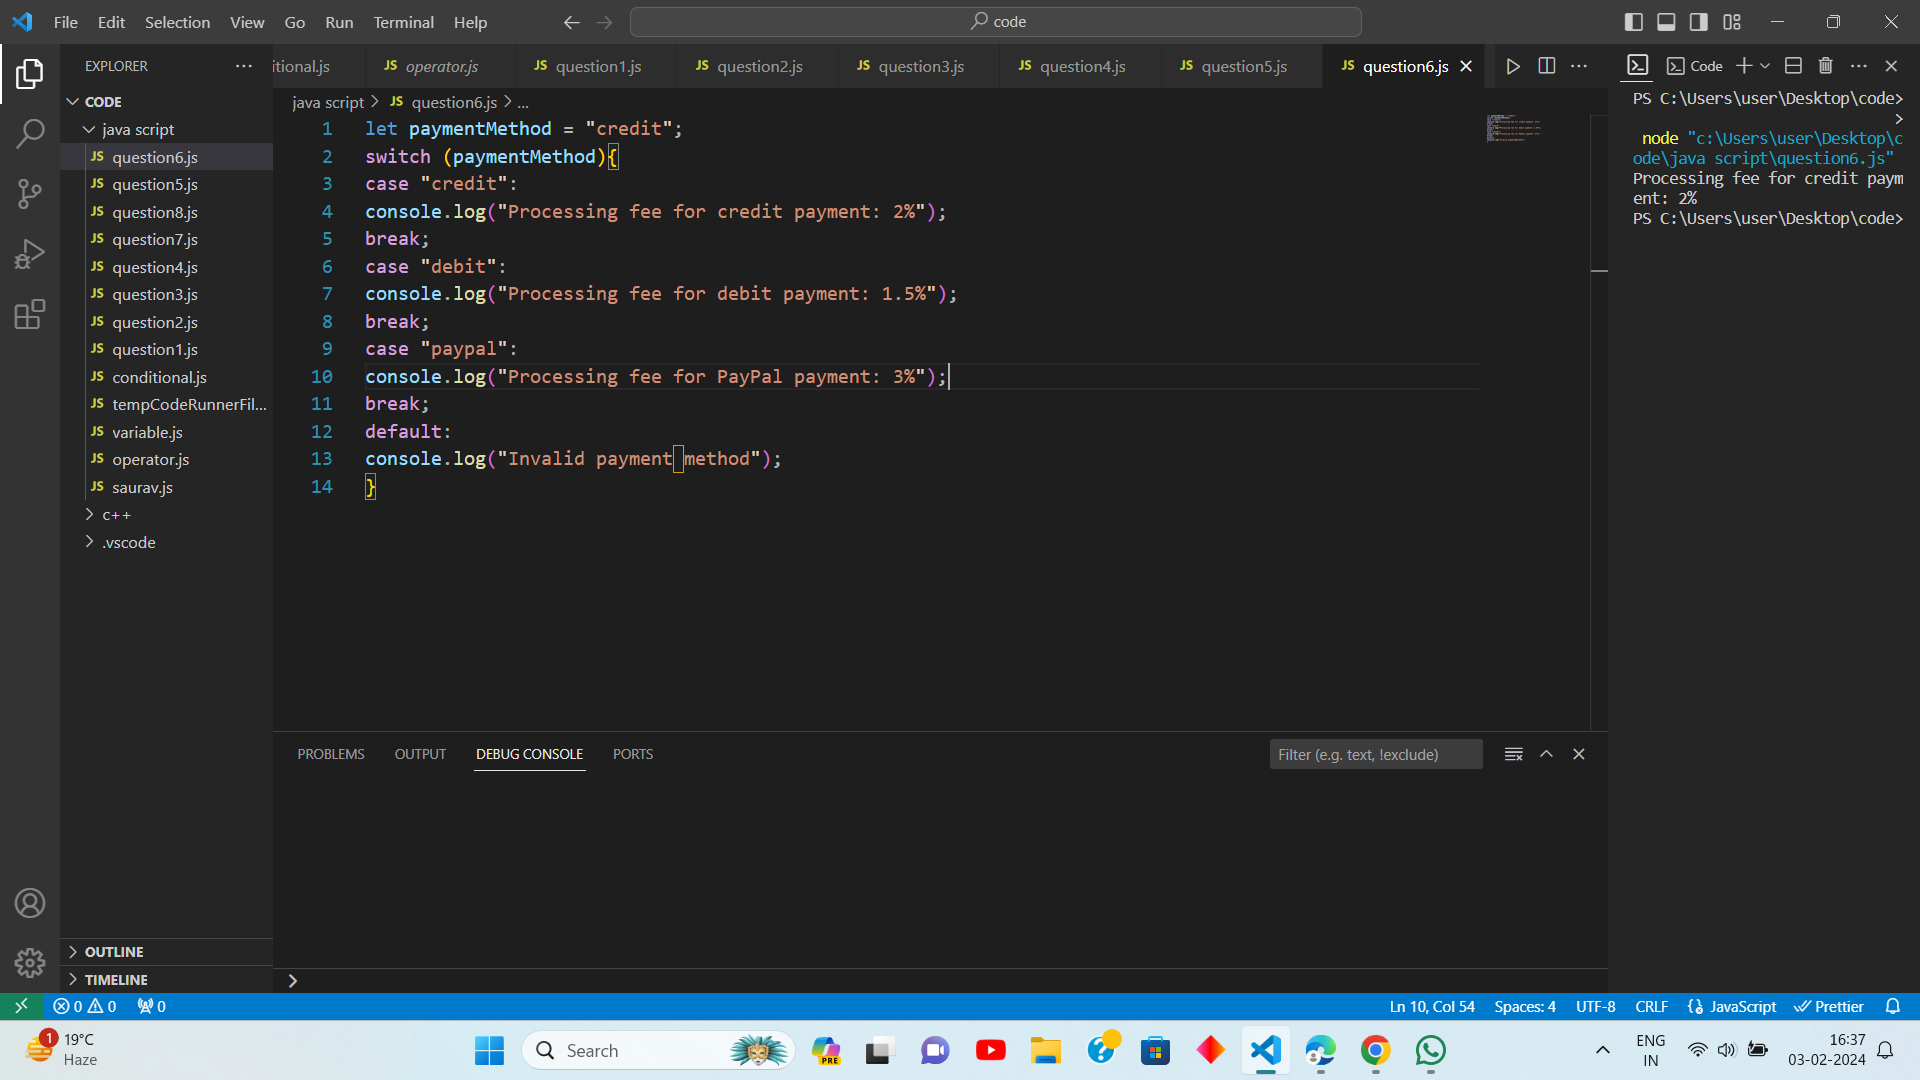 File Edit Selection View Go Run Terminal Help
code
EXPLORER
CODE
java script
JS question6.js
JS question5.js
JS question8.js
JS question7.js
JS question4.js
JS question3.js
JS question2.js
JS question1.js
JS conditional.js
JS tempCodeRunnerFil...
JS variable.js
JS operator.js
JS saurav.js
c++
.vscode
OUTLINE
TIMELINE
itional.js JS operator.js JS question1.js JS question2.js JS question3.js JS question4.js JS question5.js JS question6.js
java script > JS question6.js > ...
1 let paymentMethod = "credit";
2 switch (paymentMethod){
3 case "credit":
4 console.log("Processing fee for credit payment: 2%");
5 break;
6 case "debit":
7 console.log("Processing fee for debit payment: 1.5%");
8 break;
9 case "paypal":
10 console.log("Processing fee for PayPal payment: 3%");
11 break;
12 default:
13 console.log("Invalid payment method");
14 }
PROBLEMS OUTPUT DEBUG CONSOLE PORTS
Filter (e.g. text, !exclude)
>
Code
PS C:\Users\user\Desktop\code>
>
node "c:\Users\user\Desktop\c
ode\java script\question6.js"
Processing fee for credit paym
ent: 2%
PS C:\Users\user\Desktop\code>
0 0 0
Ln 10, Col 54 Spaces: 4 UTF-8 CRLF {} JavaScript Prettier
1 19°C
Haze
Search
PRE
ENG
IN
16:37
03-02-2024